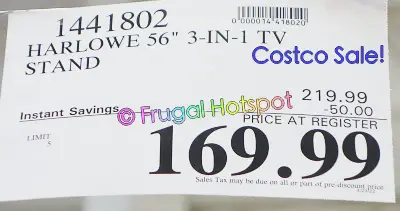 1441802
0000014418020
HARLOWE 56" 3-IN-1 TV
STAND
Costco Sale!
219.99
Instant Savings
-50.00
© Frugal Hotspot
PRICE AT REGISTER
LIMIT
5
169.99
Sales Tax may be due on all or part of pre-discount price